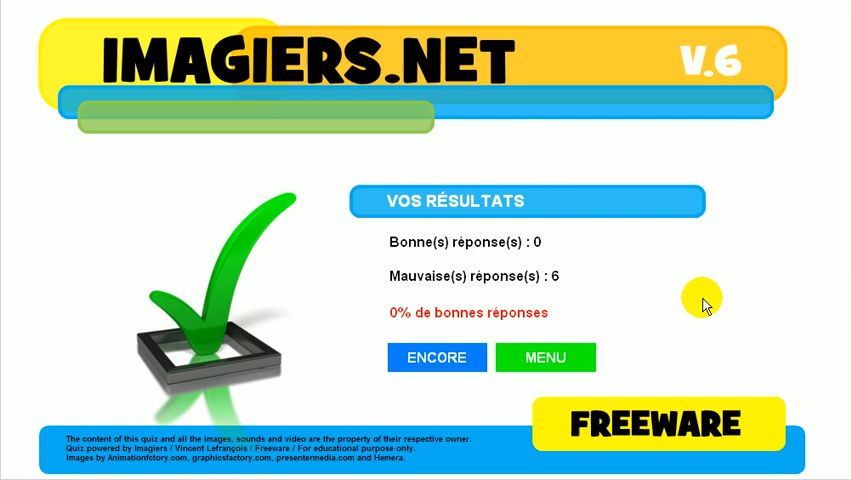 IMAGIERS.NET
V.6
VOS RÉSULTATS
Bonne(s) réponse(s) : 0
Mauvaise(s) réponse(s) : 6
0% de bonnes réponses
ENCORE
MENU
FREEWARE
The content of this quiz and all the images, sounds and video are the property of their respective owner.
Quiz powered by Imagiers / Vincent Lefrançois / Freeware / For educational purpose only.
Images by Animationfctory.com, graphicsfactory.com, presentermedia.com and Hemera.